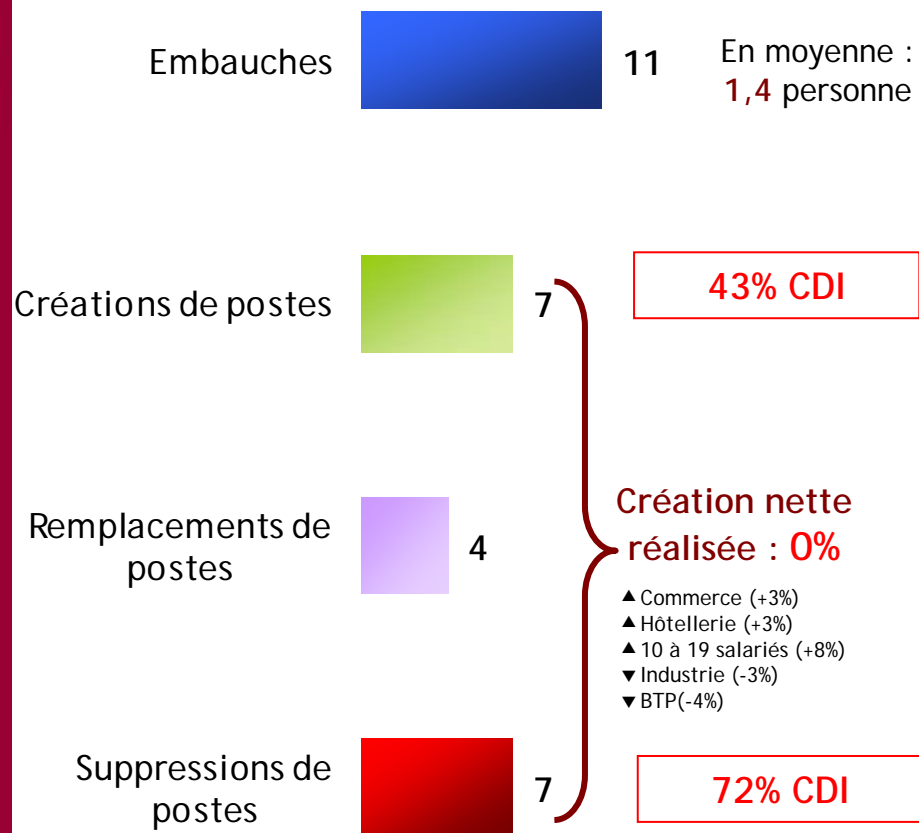 Embauches
11
En moyenne :
1,4 personne
Créations de postes
7
43% CDI
Remplacements de
postes
4
Création nette
réalisée : 0%
▲ Commerce (+3%)
▲ Hôtellerie (+3%)
▲ 10 à 19 salariés (+8%)
▼ Industrie (-3%)
▼ BTP(-4%)
Suppressions de
postes
7
72% CDI